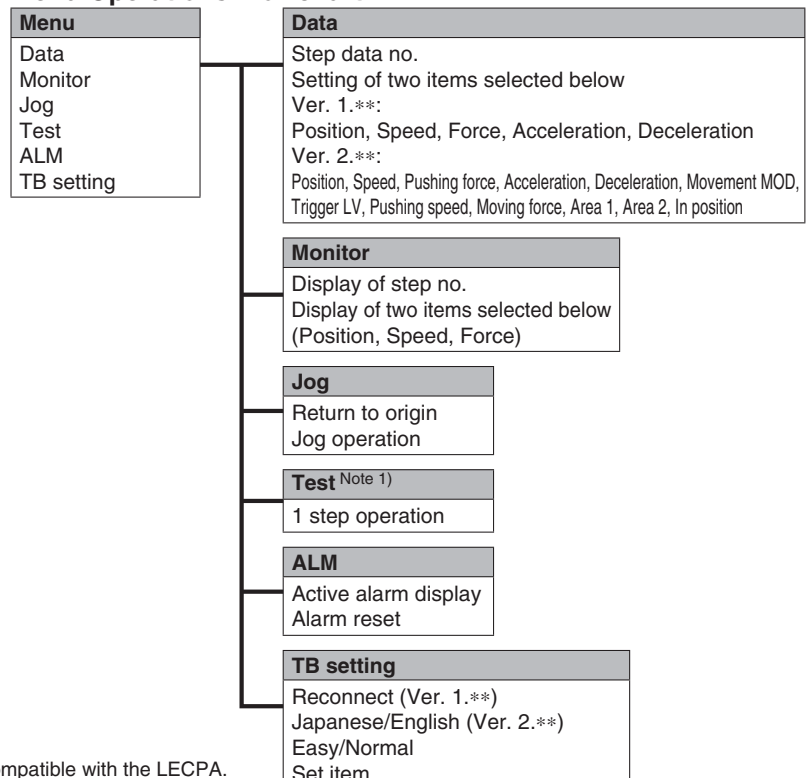 Menu
Data
Monitor
Jog
Test
ALM
TB setting
Data
Step data no.
Setting of two items selected below
Ver. 1.**:
Position, Speed, Force, Acceleration, Deceleration
Ver. 2.**:
Position, Speed, Pushing force, Acceleration, Deceleration, Movement MOD,
Trigger LV, Pushing speed, Moving force, Area 1, Area 2, In position
Monitor
Display of step no.
Display of two items selected below
(Position, Speed, Force)
Jog
Return to origin
Jog operation
Test Note 1)
1 step operation
ALM
Active alarm display
Alarm reset
TB setting
Reconnect (Ver. 1.**)
Japanese/English (Ver. 2.**)
Easy/Normal
Set item
with the LECPA.